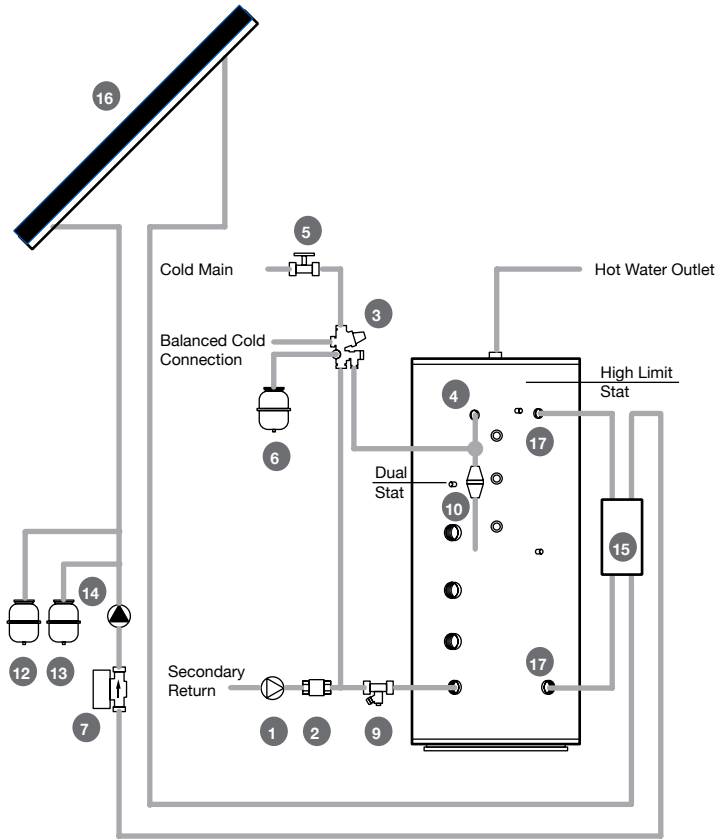 16
5
Cold Main
Hot Water Outlet
3
Balanced Cold
Connection
High Limit
Stat
4
17
6
Dual
Stat
10
15
14
12
13
Secondary
Return
17
7
1
2
9